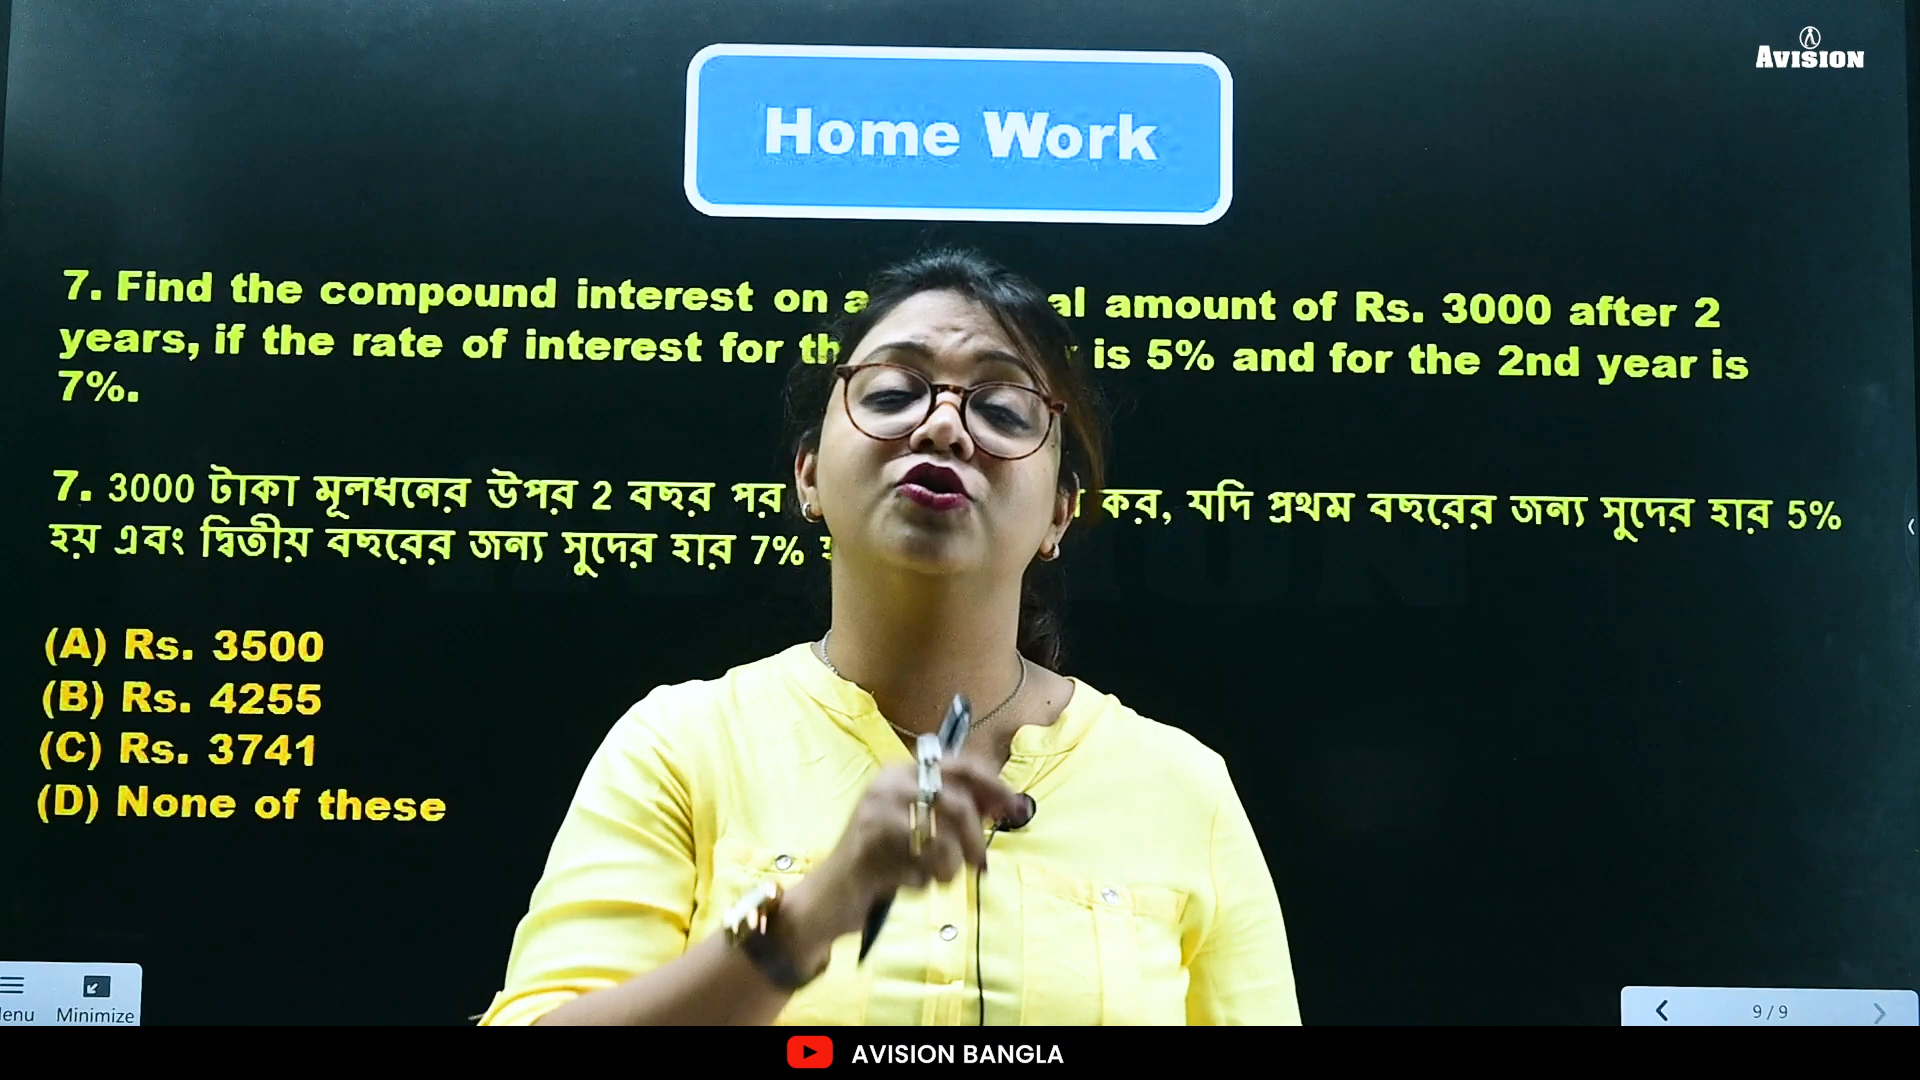 AVISION
Home Work
7. Find the compound interest on a al amount of Rs. 3000 after 2
years, if the rate of interest for th is 5% and for the 2nd year is
7%.
7. 3000 টাকা মূলধনের উপর 2 বছর পর কর, যদি প্রথম বছরের জন্য সুদের হার 5%
হয় এবং দ্বিতীয় বছরের জন্য সুদের হার 7%
(A) Rs. 3500
(B) Rs. 4255
(C) Rs. 3741
(D) None of these
enu Minimize
9/9
AVISION BANGLA